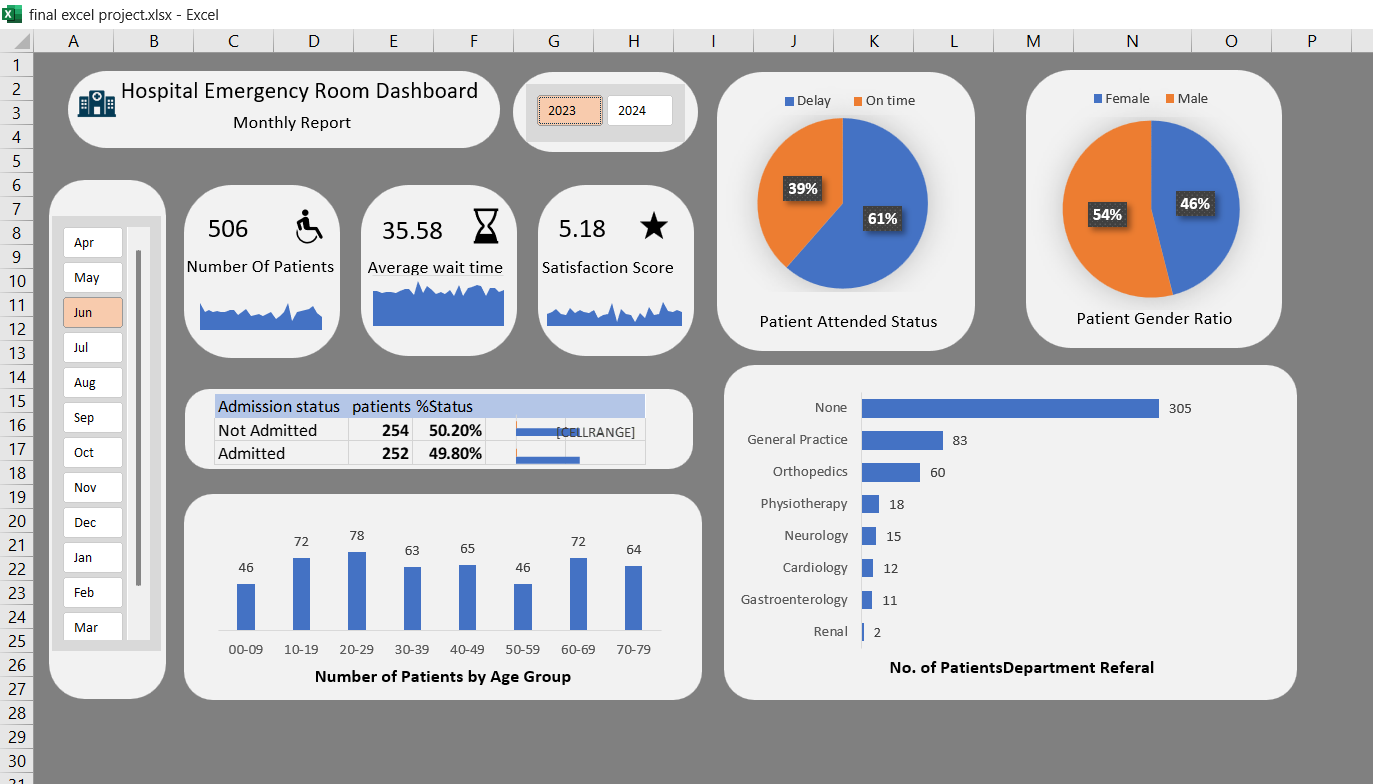 final excel project.xlsx - Excel
A B C D E F G H I J K L M N O P
1
2
3
4
5
6
7
8
9
10
11
12
13
14
15
16
17
18
19
20
21
22
23
24
25
26
27
28
29
30
31
Hospital Emergency Room Dashboard
Monthly Report
2023 2024
Apr
May
Jun
Jul
Aug
Sep
Oct
Nov
Dec
Jan
Feb
Mar
506
Number Of Patients
35.58
Average wait time
5.18
Satisfaction Score
Delay On time
39% 61%
Patient Attended Status
Female Male
54% 46%
Patient Gender Ratio
Admission status patients %Status
Not Admitted 254 50.20% [CELLRANGE]
Admitted 252 49.80%
46 72 78 63 65 46 72 64
00-09 10-19 20-29 30-39 40-49 50-59 60-69 70-79
Number of Patients by Age Group
None 305
General Practice 83
Orthopedics 60
Physiotherapy 18
Neurology 15
Cardiology 12
Gastroenterology 11
Renal 2
No. of PatientsDepartment Referal